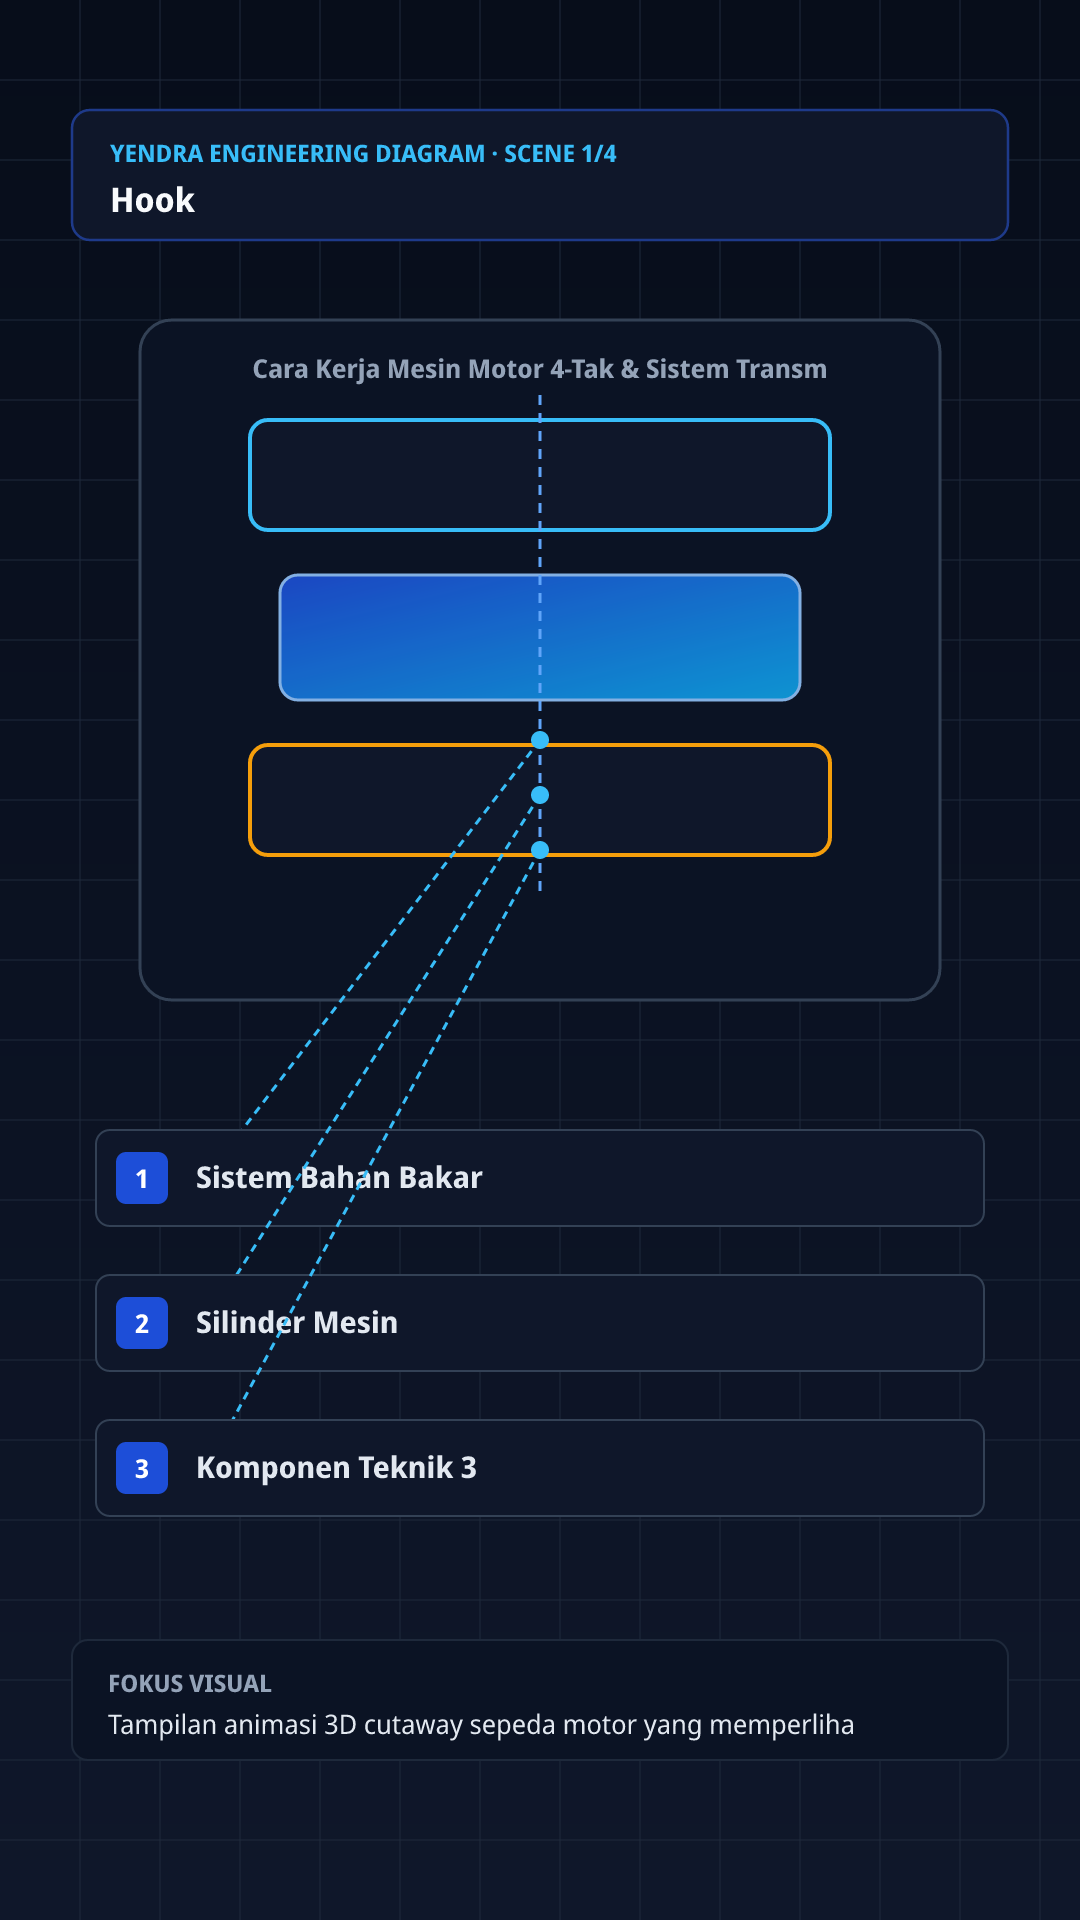 YENDRA ENGINEERING DIAGRAM · SCENE 1/4
Hook
Cara Kerja Mesin Motor 4-Tak & Sistem Transm
1 Sistem Bahan Bakar
2 Silinder Mesin
3 Komponen Teknik 3
FOKUS VISUAL
Tampilan animasi 3D cutaway sepeda motor yang memperliha